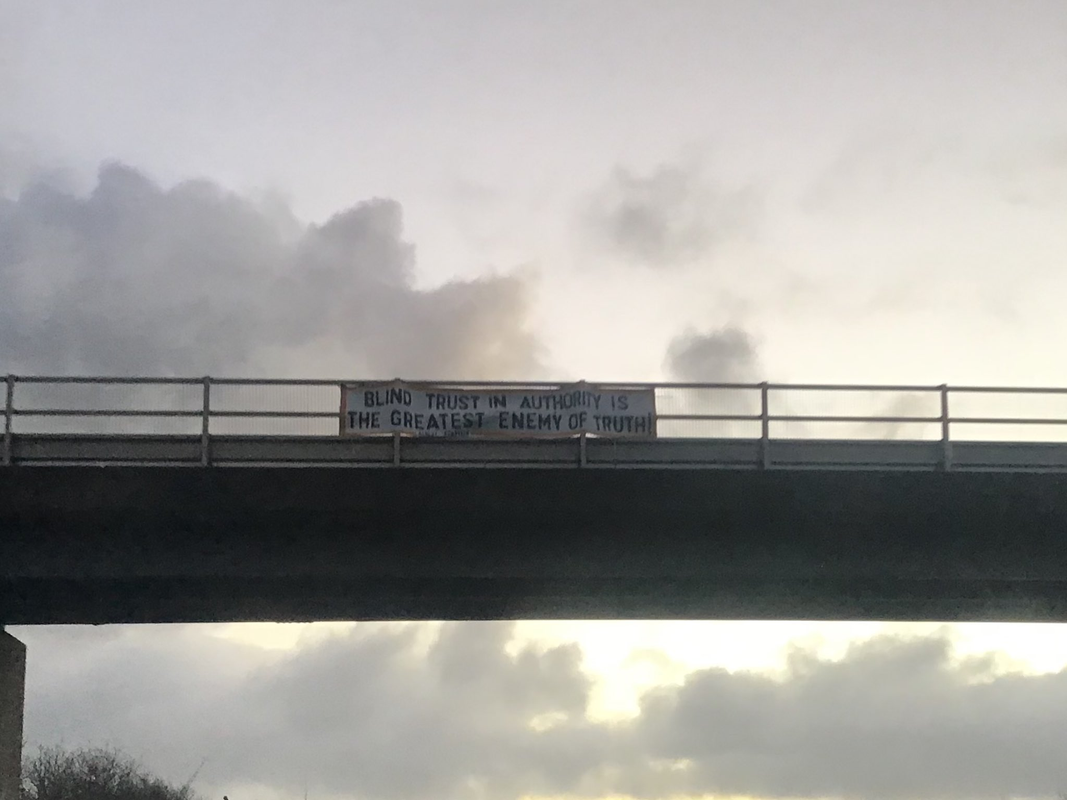 BLIND TRUST IN AUTHORITY IS
THE GREATEST ENEMY OF TRUTH!